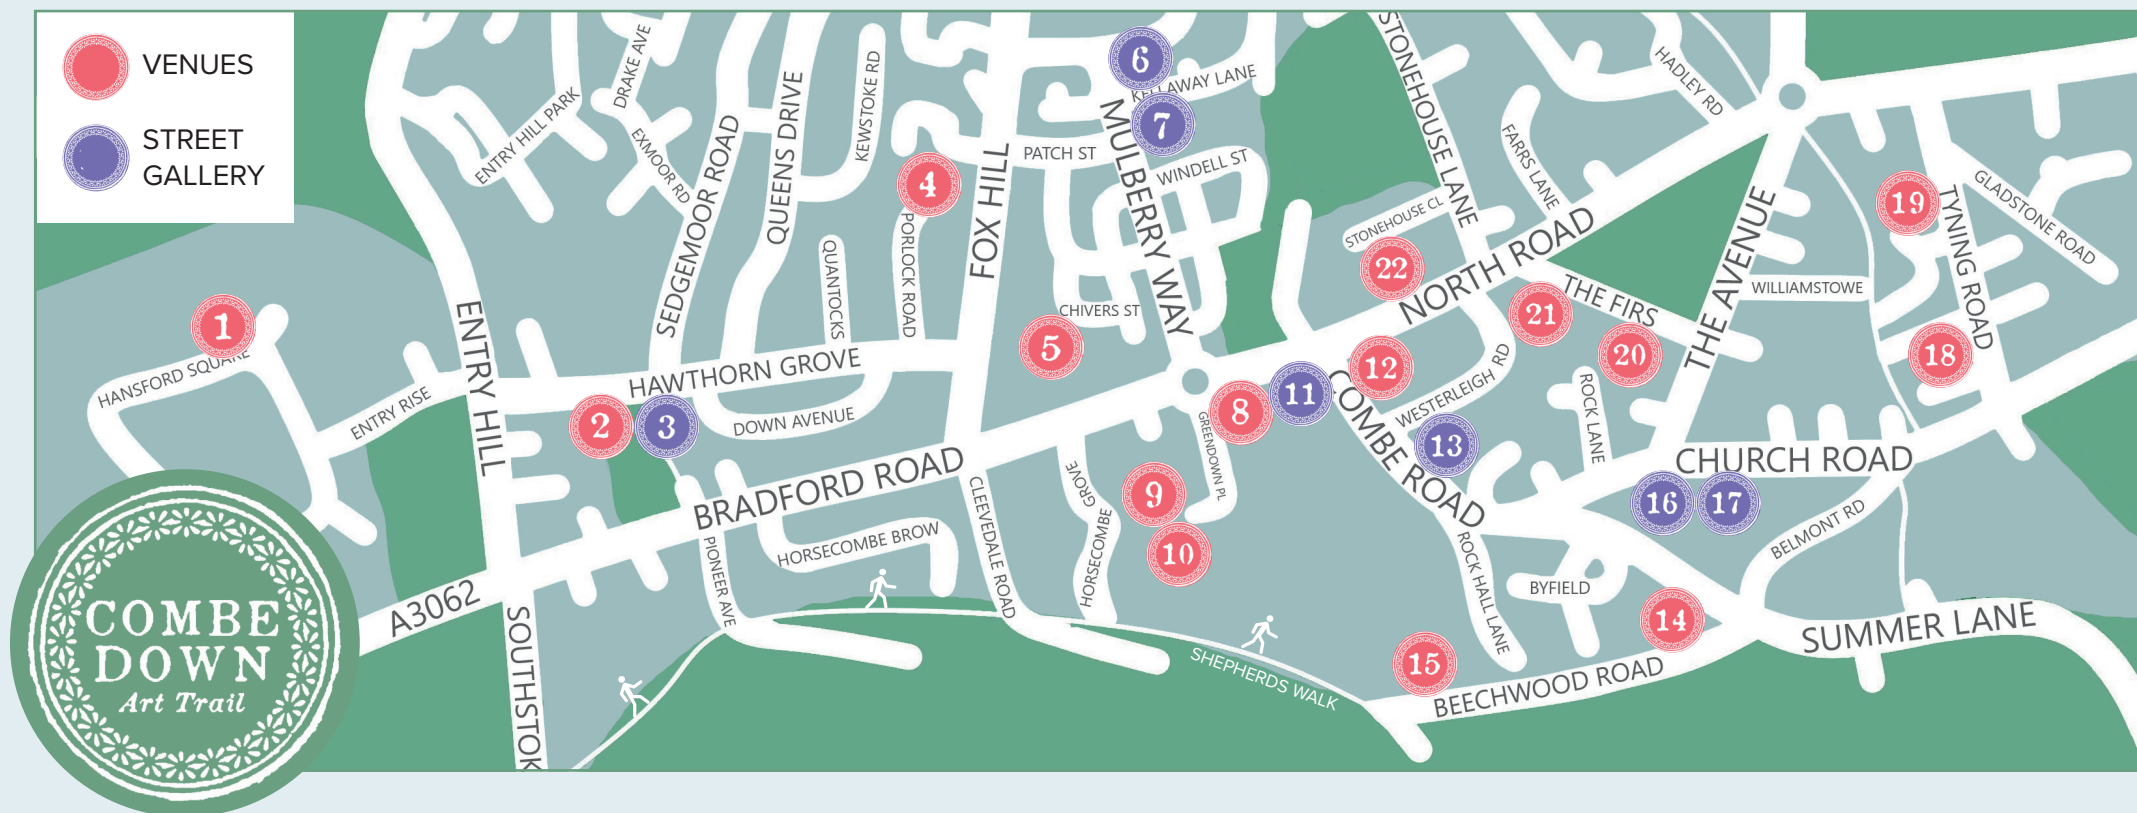 VENUES
STREET
GALLERY
COMBE
DOWN
Art Trail
HANSFORD SQUARE
ENTRY RISE
ENTRY HILL
ENTRY HILL PARK
DRAKE AVE
EXMOOR RD
SEDGEMOOR ROAD
QUEENS DRIVE
KEWSTOKE RD
QUANTOCKS
PORLOCK ROAD
HAWTHORN GROVE
DOWN AVENUE
FOX HILL
PATCH ST
CHIVERS ST
MULBERRY WAY
KELLAWAY LANE
WINDELL ST
STONEHOUSE LANE
STONEHOUSE CL
FARRS LANE
HADLEY RD
NORTH ROAD
THE FIRS
THE AVENUE
WILLIAMSTOWE
TYNING ROAD
GLADSTONE ROAD
WESTERLEIGH RD
ROCK LANE
COMBE ROAD
CHURCH ROAD
BELMONT RD
SUMMER LANE
BYFIELD
ROCK HALL LANE
BEECHWOOD ROAD
SHEPHERDS WALK
GREENDOWN PL
HORSECOMBE GROVE
CLEVEDALE ROAD
HORSECOMBE BROW
PIONEER AVE
BRADFORD ROAD
A3062
SOUTHSTOK
1
2
3
4
5
6
7
8
9
10
11
12
13
14
15
16
17
18
19
20
21
22